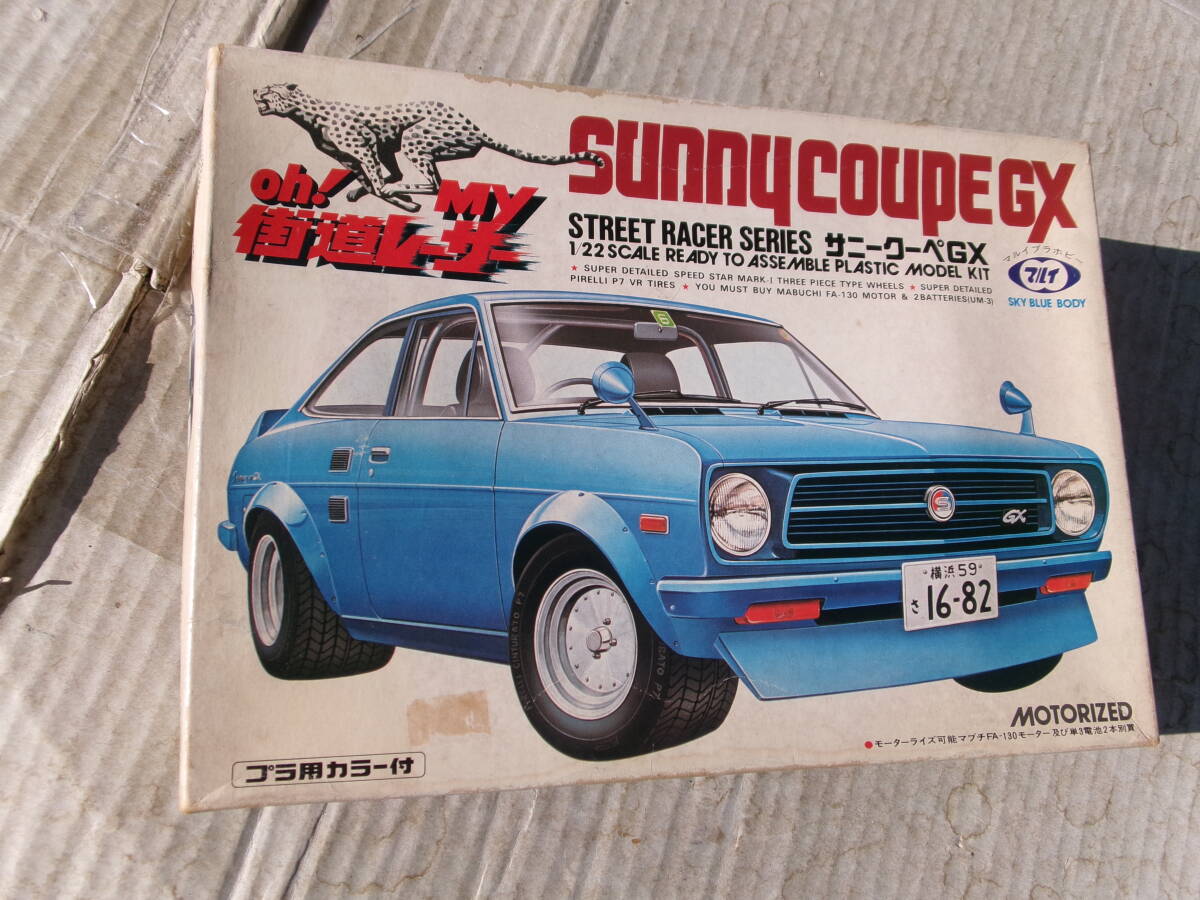 SUNNY COUPE GX
oh! MY
街道レーサー
STREET RACER SERIES サニークーペGX
1/22 SCALE READY TO ASSEMBLE PLASTIC MODEL KIT
★ SUPER DETAILED SPEED STAR MARK-I THREE PIECE TYPE WHEELS ★ SUPER DETAILED
PIRELLI P7 VR TIRES ★ YOU MUST BUY MABUCHI FA-130 MOTOR & 2BATTERIES(UM-3)
マルイプラホビー
マルイ
SKY BLUE BODY
6
S
GX
横浜 59
さ 16-82
CINTURATO P7
P7
MOTORIZED
●モーターライズ可能マブチFA-130モーター及び単3電池2本別買
プラ用カラー付